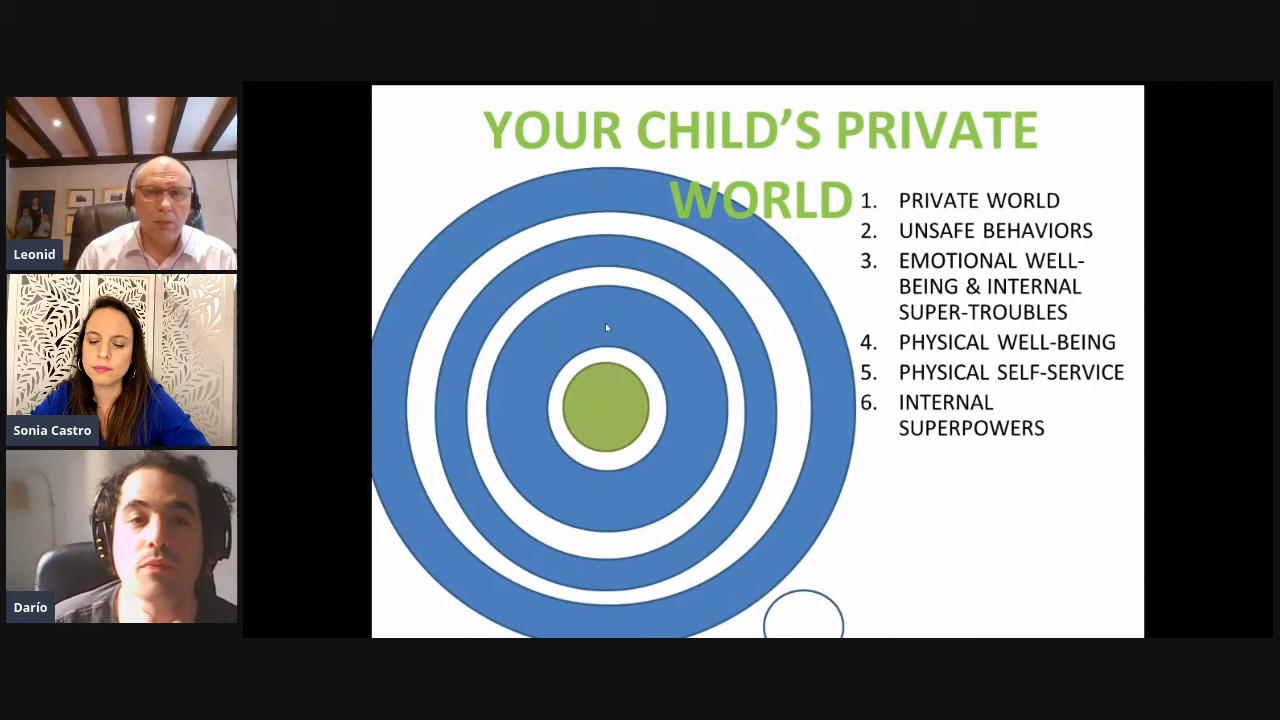 Leonid
Sonia Castro
Darío
YOUR CHILD’S PRIVATE
WORLD
1. PRIVATE WORLD
2. UNSAFE BEHAVIORS
3. EMOTIONAL WELL-
BEING & INTERNAL
SUPER-TROUBLES
4. PHYSICAL WELL-BEING
5. PHYSICAL SELF-SERVICE
6. INTERNAL
SUPERPOWERS